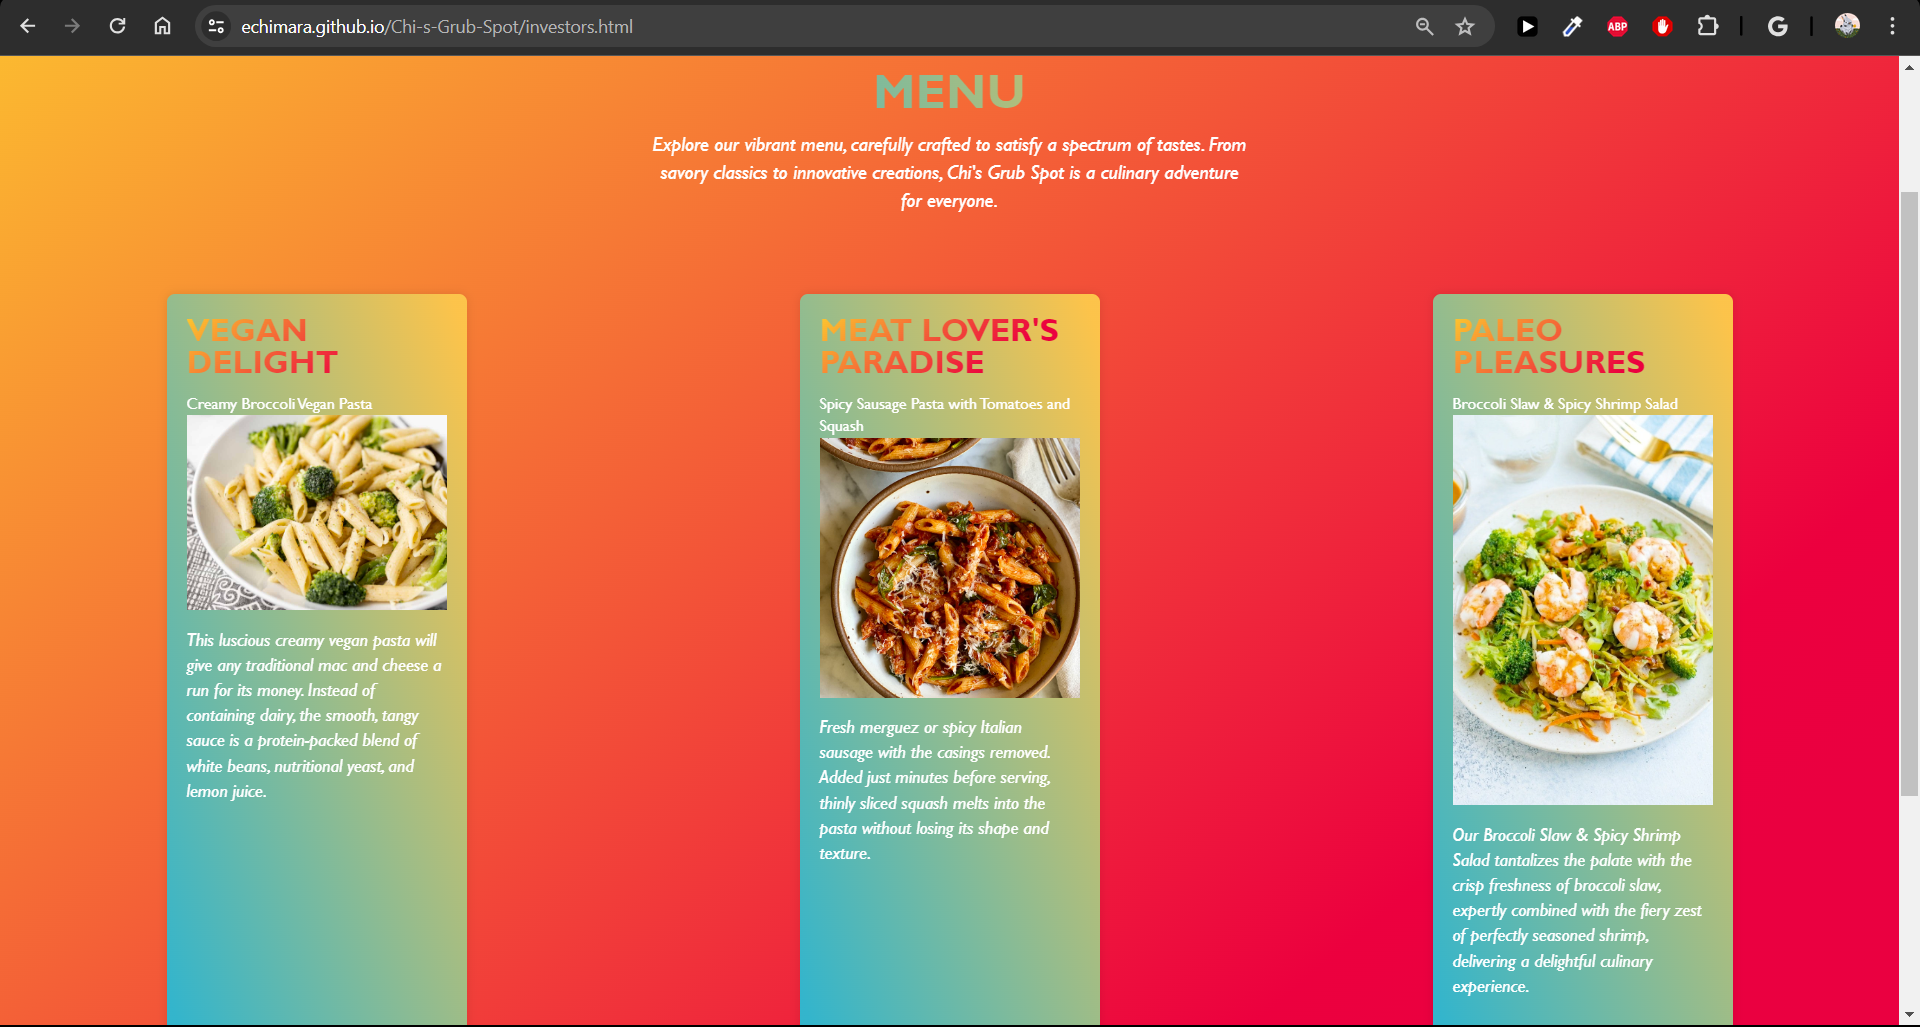 echimara.github.io/Chi-s-Grub-Spot/investors.html
ABP
G
MENU
Explore our vibrant menu, carefully crafted to satisfy a spectrum of tastes. From
savory classics to innovative creations, Chi's Grub Spot is a culinary adventure
for everyone.
VEGAN
DELIGHT
Creamy Broccoli Vegan Pasta
This luscious creamy vegan pasta will
give any traditional mac and cheese a
run for its money. Instead of
containing dairy, the smooth, tangy
sauce is a protein-packed blend of
white beans, nutritional yeast, and
lemon juice.
MEAT LOVER'S
PARADISE
Spicy Sausage Pasta with Tomatoes and
Squash
Fresh merguez or spicy Italian
sausage with the casings removed.
Added just minutes before serving,
thinly sliced squash melts into the
pasta without losing its shape and
texture.
PALEO
PLEASURES
Broccoli Slaw & Spicy Shrimp Salad
Our Broccoli Slaw & Spicy Shrimp
Salad tantalizes the palate with the
crisp freshness of broccoli slaw,
expertly combined with the fiery zest
of perfectly seasoned shrimp,
delivering a delightful culinary
experience.